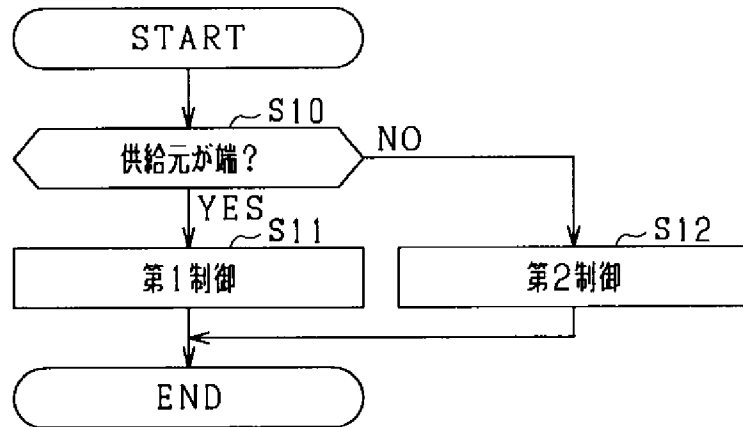 START
S10
供給元が端?
NO
YES
S11
S12
第1制御
第2制御
END